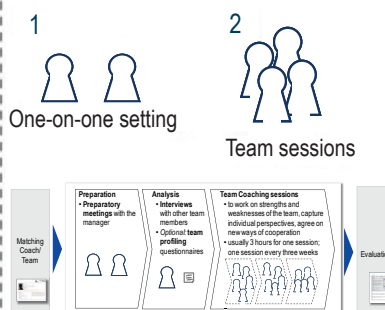 1
2
One-on-one setting
Team sessions
Matching
Coach/
Team
Preparation
• Preparatory
meetings with the
manager
Analysis
• Interviews
with other team
members
• Optional: team
profiling
questionnaires
Team Coaching sessions
• to work on strengths and
weaknesses of the team, capture
individual perspectives, agree on
new ways of cooperation
• usually 3 hours for one session;
one session every three weeks